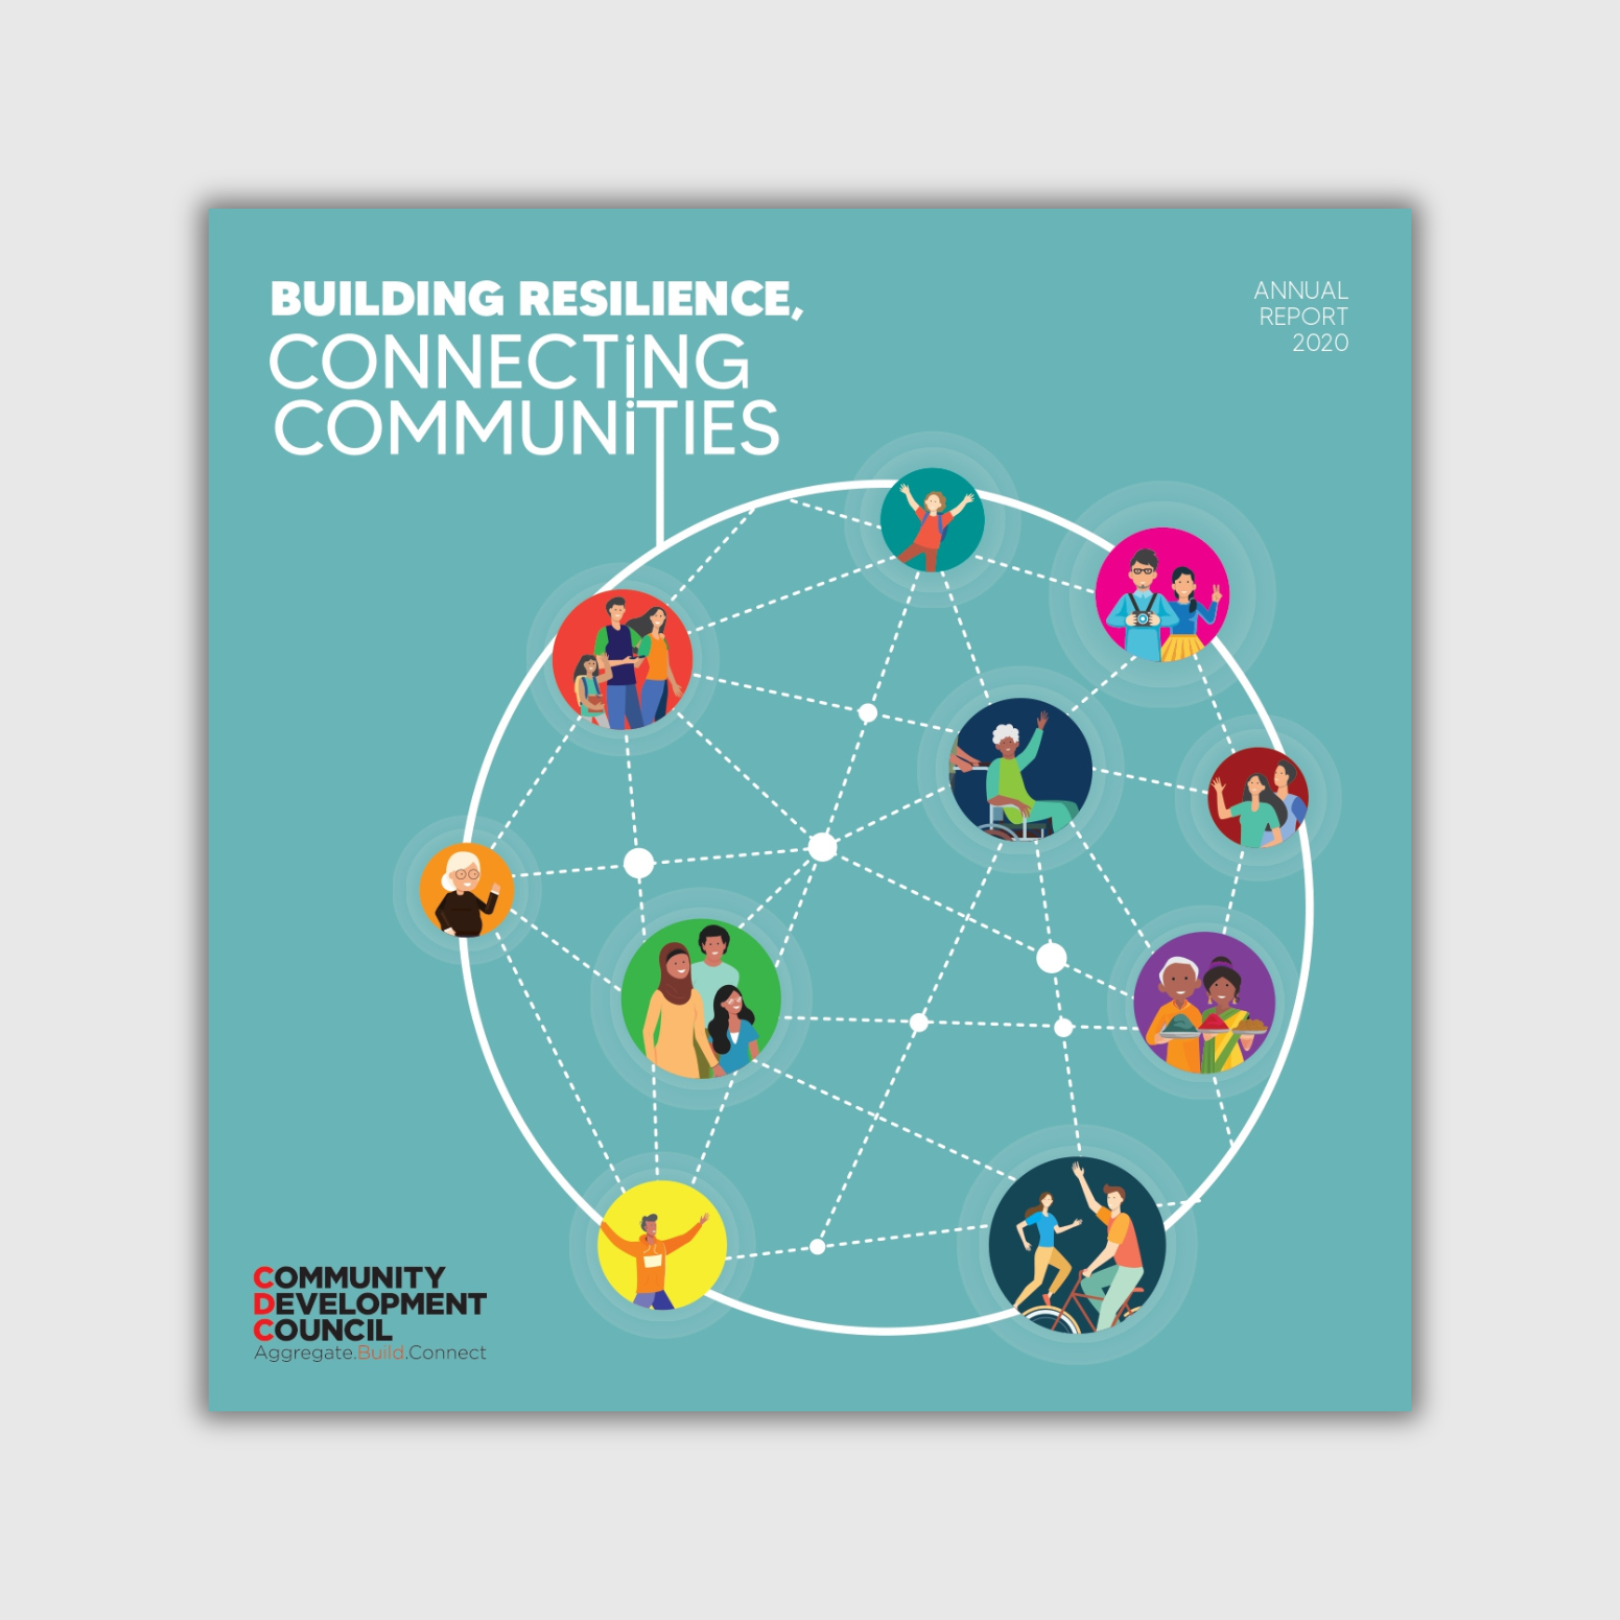 BUILDING RESILIENCE,
CONNECTiNG
COMMUNiTIES
ANNUAL
REPORT
2020
COMMUNITY
DEVELOPMENT
COUNCIL
Aggregate.Build.Connect